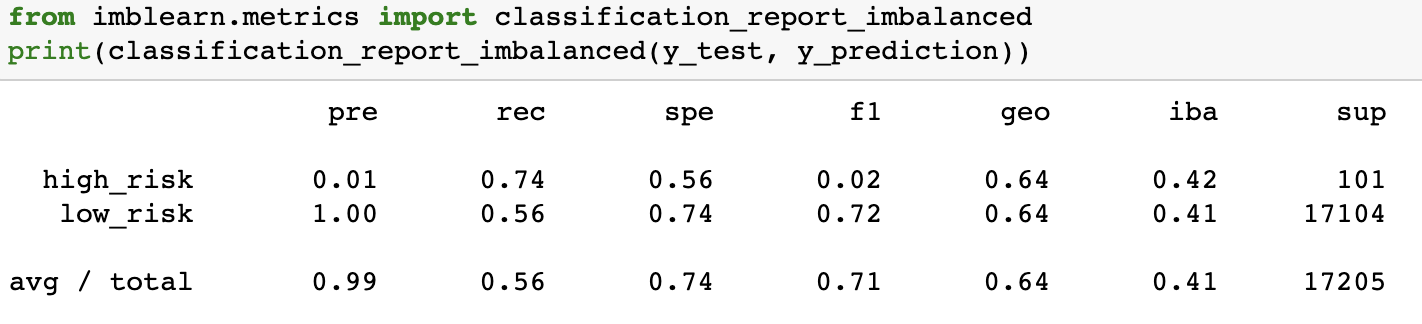 from imblearn.metrics import classification_report_imbalanced
print(classification_report_imbalanced(y_test, y_prediction))
pre rec spe f1 geo iba sup
high_risk 0.01 0.74 0.56 0.02 0.64 0.42 101
low_risk 1.00 0.56 0.74 0.72 0.64 0.41 17104
avg / total 0.99 0.56 0.74 0.71 0.64 0.41 17205